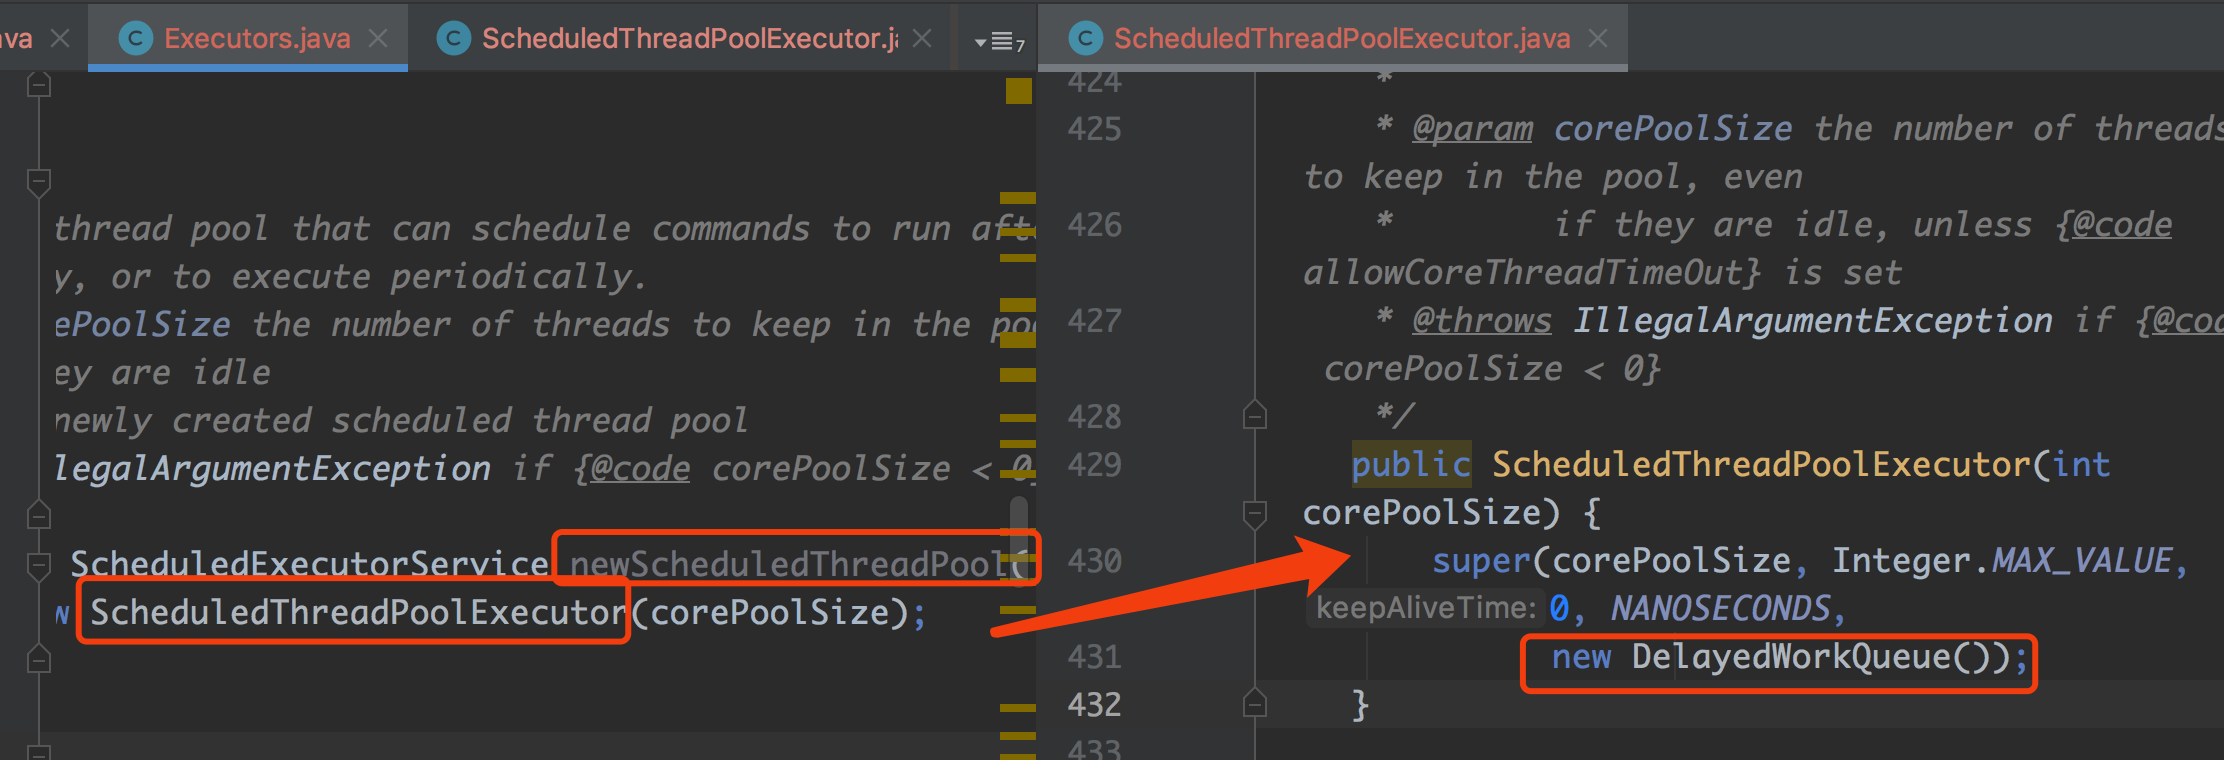 va
Executors.java
ScheduledThreadPoolExecutor.ja
7
thread pool that can schedule commands to run afte
y, or to execute periodically.
ePoolSize the number of threads to keep in the poo
ey are idle
newly created scheduled thread pool
legalArgumentException if {@code corePoolSize < 0
ScheduledExecutorService newScheduledThreadPool(
w ScheduledThreadPoolExecutor(corePoolSize);
ScheduledThreadPoolExecutor.java
424 *
425 * @param corePoolSize the number of threads
to keep in the pool, even
426 * if they are idle, unless {@code
allowCoreThreadTimeOut} is set
427 * @throws IllegalArgumentException if {@cod
corePoolSize < 0}
428 */
429 public ScheduledThreadPoolExecutor(int
corePoolSize) {
430 super(corePoolSize, Integer.MAX_VALUE,
keepAliveTime: 0, NANOSECONDS,
431 new DelayedWorkQueue());
432 }
433